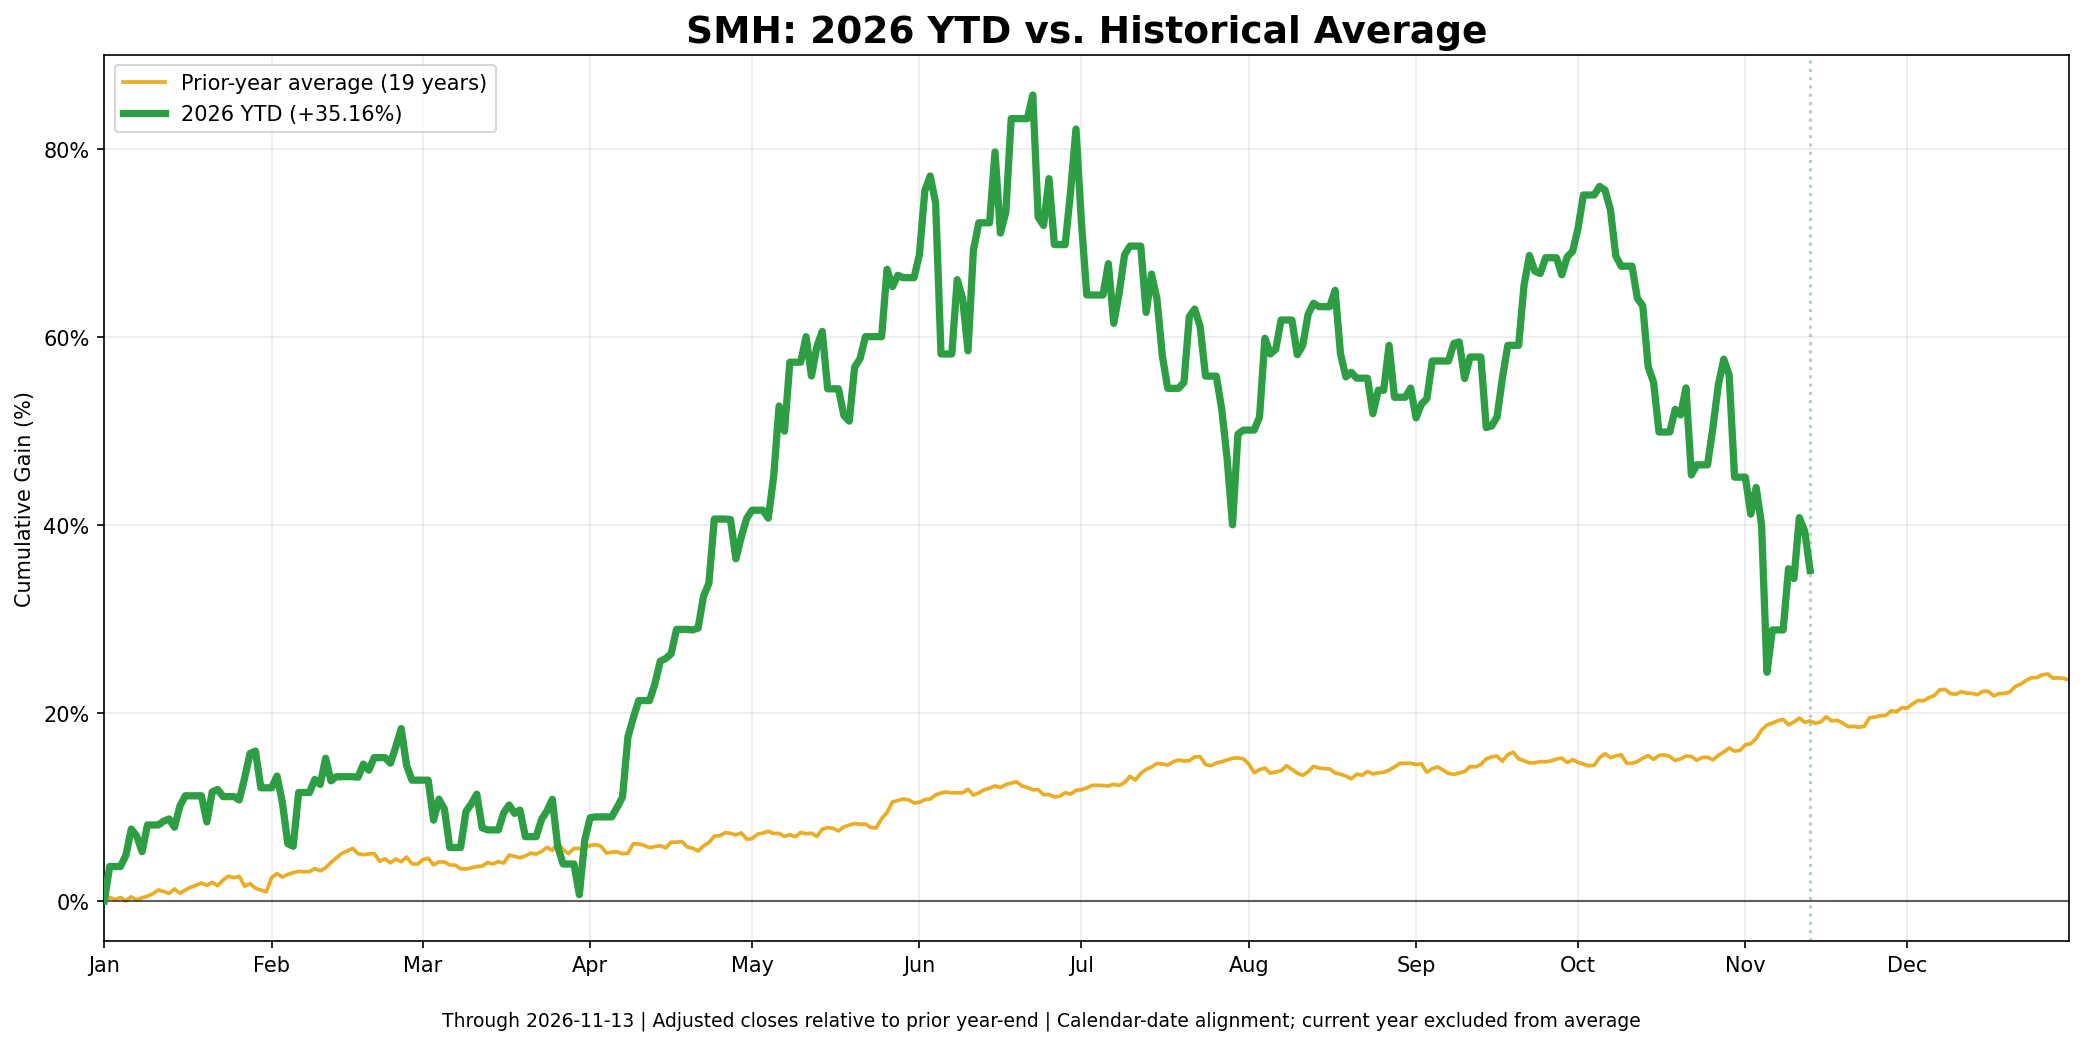 SMH: 2026 YTD vs. Historical Average
Prior-year average (19 years)
2026 YTD (+35.16%)
Cumulative Gain (%)
80%
60%
40%
20%
0%
Jan Feb Mar Apr May Jun Jul Aug Sep Oct Nov Dec
Through 2026-11-13 | Adjusted closes relative to prior year-end | Calendar-date alignment; current year excluded from average